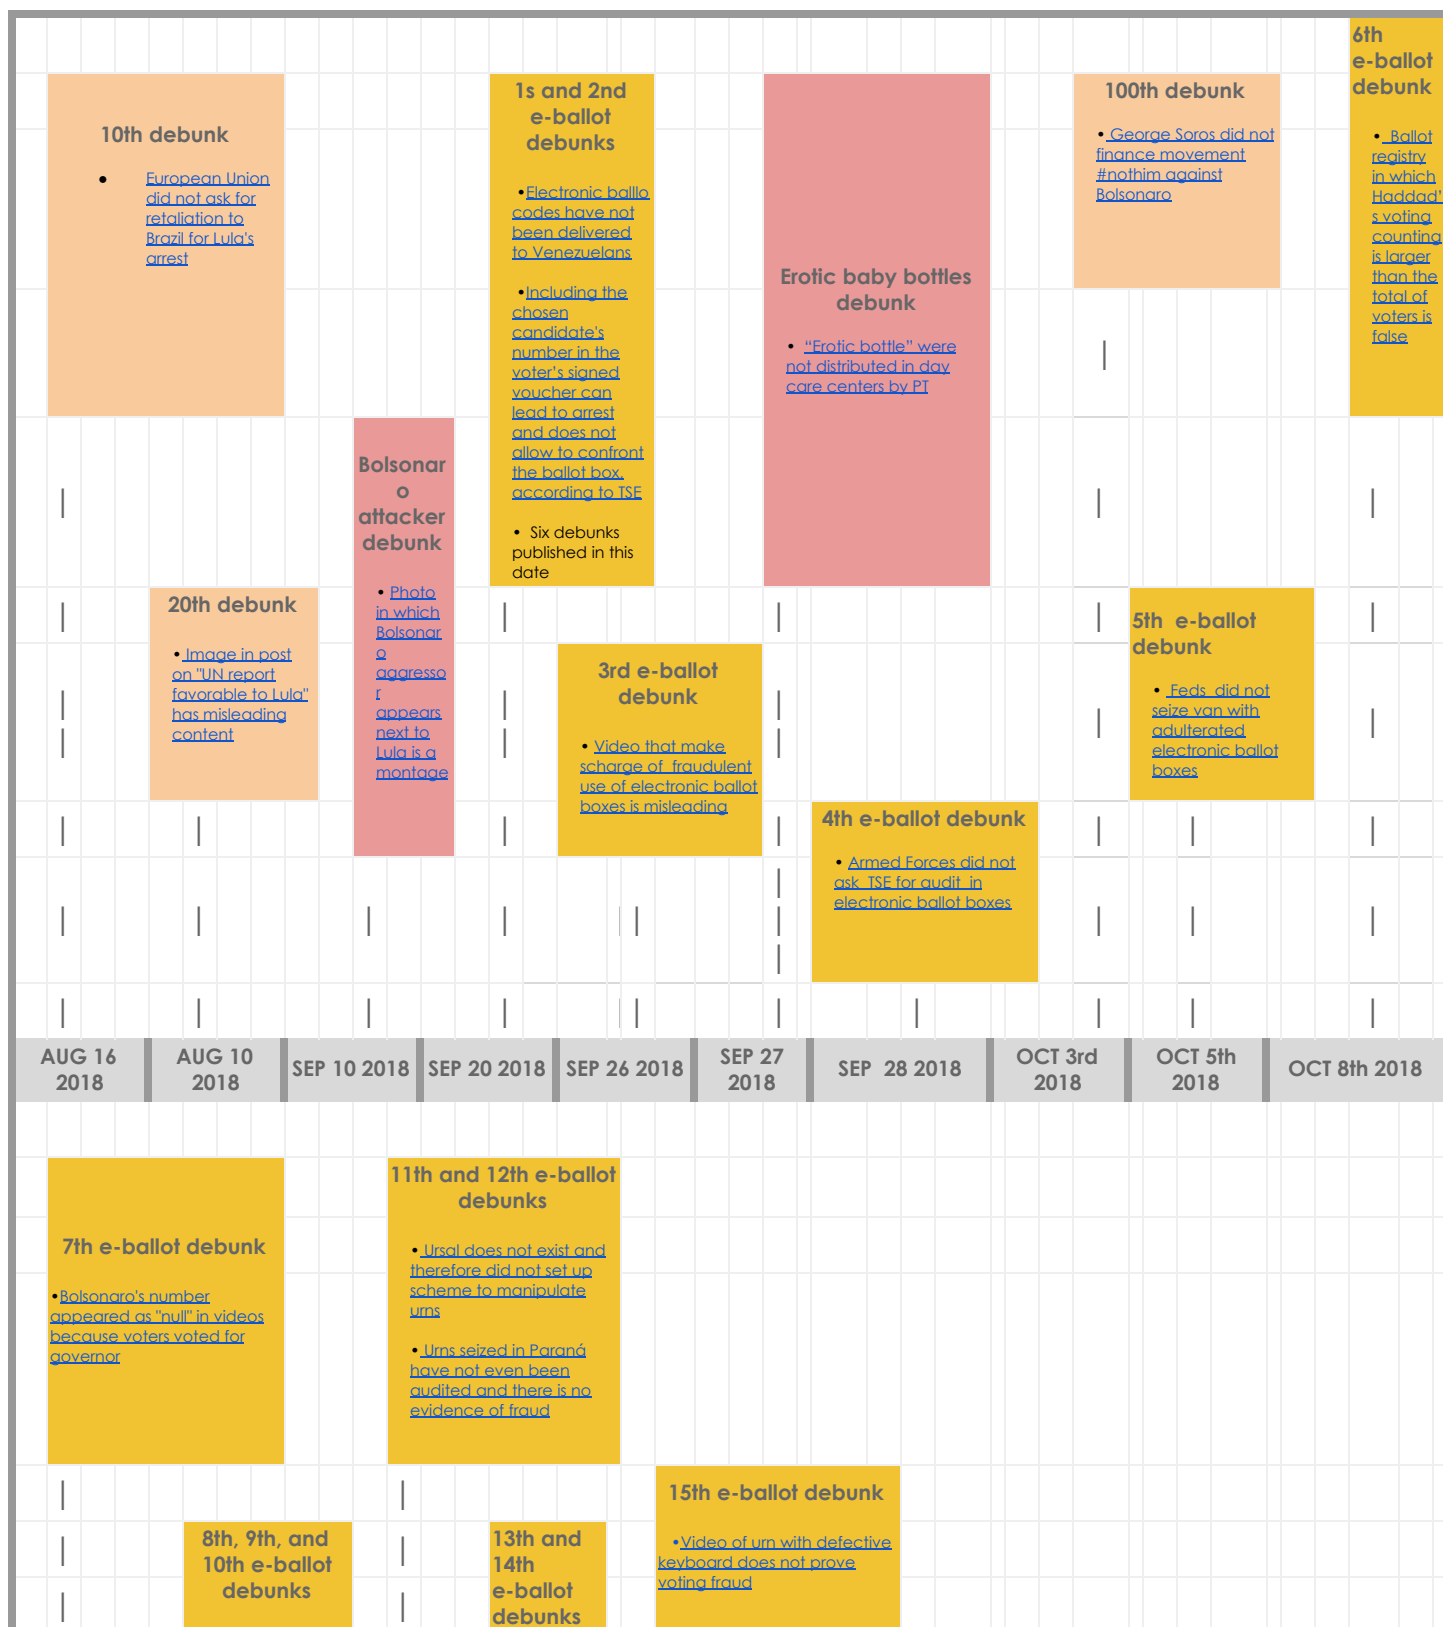 10th debunk
● European Union
did not ask for
retaliation to
Brazil for Lula's
arrest
1s and 2nd
e-ballot
debunks
•Electronic balllo
codes have not
been delivered
to Venezuelans
•Including the
chosen
candidate's
number in the
voter's signed
voucher can
lead to arrest
and does not
allow to confront
the ballot box,
according to TSE
• Six debunks
published in this
date
Erotic baby bottles
debunk
• “Erotic bottle” were
not distributed in day
care centers by PT
100th debunk
• George Soros did not
finance movement
#nothim against
Bolsonaro
6th
e-ballot
debunk
• Ballot
registry
in which
Haddad'
s voting
counting
is larger
than the
total of
voters is
false
Bolsonar
o
attacker
debunk
• Photo
in which
Bolsonar
o
aggresso
r
appears
next to
Lula is a
montage
20th debunk
• Image in post
on "UN report
favorable to Lula"
has misleading
content
3rd e-ballot
debunk
• Video that make
scharge of fraudulent
use of electronic ballot
boxes is misleading
5th e-ballot
debunk
• Feds did not
seize van with
adulterated
electronic ballot
boxes
4th e-ballot debunk
• Armed Forces did not
ask TSE for audit in
electronic ballot boxes
AUG 16
2018
AUG 10
2018
SEP 10 2018
SEP 20 2018
SEP 26 2018
SEP 27
2018
SEP 28 2018
OCT 3rd
2018
OCT 5th
2018
OCT 8th 2018
7th e-ballot debunk
•Bolsonaro's number
appeared as "null" in videos
because voters voted for
governor
11th and 12th e-ballot
debunks
• Ursal does not exist and
therefore did not set up
scheme to manipulate
urns
• Urns seized in Paraná
have not even been
audited and there is no
evidence of fraud
8th, 9th, and
10th e-ballot
debunks
13th and
14th
e-ballot
debunks
15th e-ballot debunk
•Video of urn with defective
keyboard does not prove
voting fraud